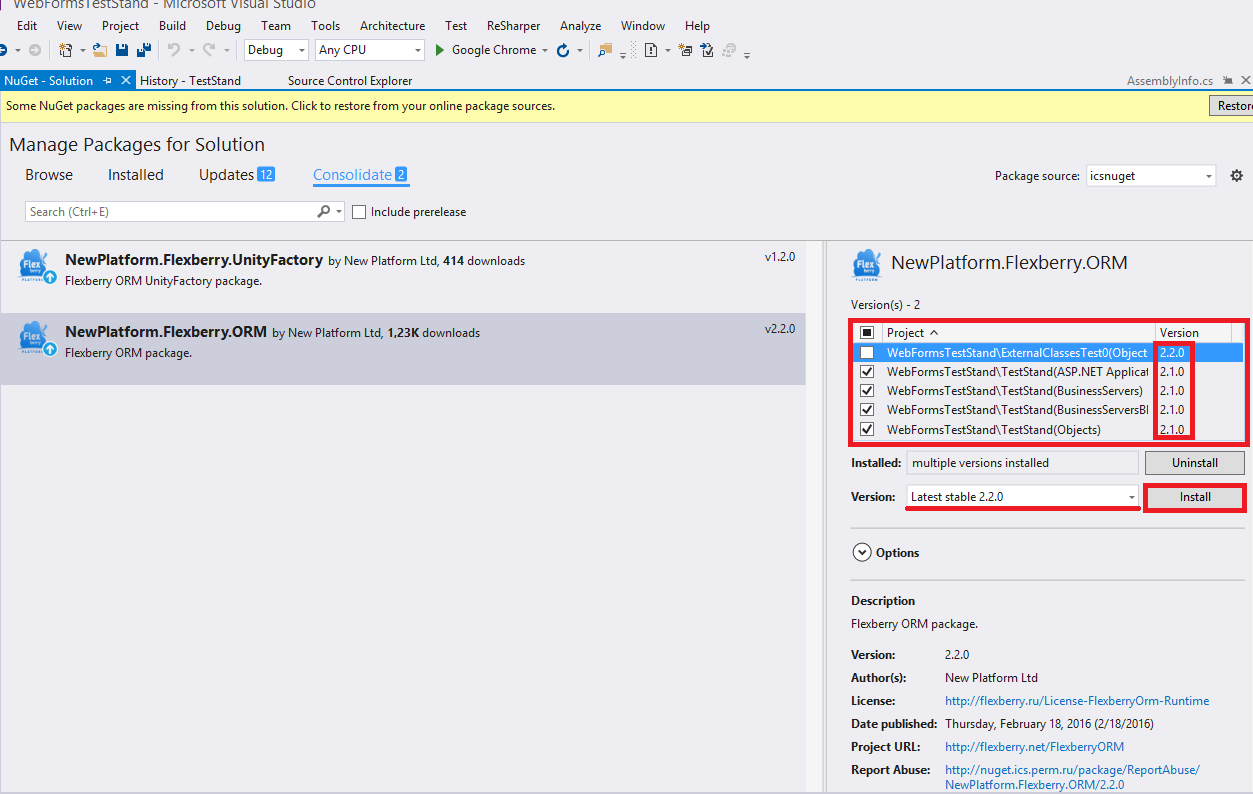 WebFormsTestStand - Microsoft Visual Studio
Edit View Project Build Debug Team Tools Architecture Test ReSharper Analyze Window Help
Debug Any CPU Google Chrome
NuGet - Solution History - TestStand Source Control Explorer AssemblyInfo.cs
Some NuGet packages are missing from this solution. Click to restore from your online package sources. Restore
Manage Packages for Solution
Browse Installed Updates 12 Consolidate 2 Package source: icsnuget
Search (Ctrl+E) Include prerelease
NewPlatform.Flexberry.UnityFactory by New Platform Ltd, 414 downloads v1.2.0
Flexberry ORM UnityFactory package.
NewPlatform.Flexberry.ORM by New Platform Ltd, 1,23K downloads v2.2.0
Flexberry ORM package.
NewPlatform.Flexberry.ORM
Version(s) - 2
Project Version
WebFormsTestStand\ExternalClassesTest0(Object 2.2.0
WebFormsTestStand\TestStand(ASP.NET Applicat 2.1.0
WebFormsTestStand\TestStand(BusinessServers) 2.1.0
WebFormsTestStand\TestStand(BusinessServersBl 2.1.0
WebFormsTestStand\TestStand(Objects) 2.1.0
Installed: multiple versions installed Uninstall
Version: Latest stable 2.2.0 Install
Options
Description
Flexberry ORM package.
Version: 2.2.0
Author(s): New Platform Ltd
License: http://flexberry.ru/License-FlexberryOrm-Runtime
Date published: Thursday, February 18, 2016 (2/18/2016)
Project URL: http://flexberry.net/FlexberryORM
Report Abuse: http://nuget.ics.perm.ru/package/ReportAbuse/
NewPlatform.Flexberry.ORM/2.2.0